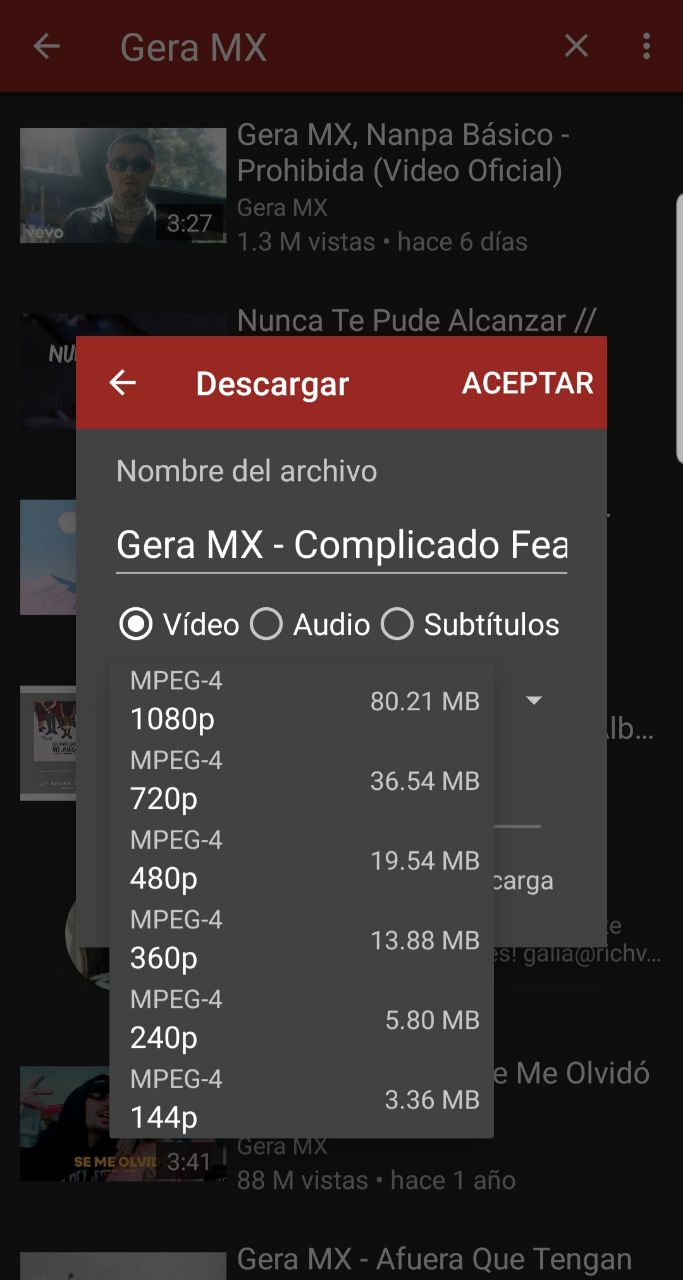 Gera MX
Gera MX, Nanpa Básico -
Prohibida (Video Oficial)
3:27
vevo
Gera MX
1.3 M vistas • hace 6 días
Nunca Te Pude Alcanzar //
Descargar
ACEPTAR
Nombre del archivo
Gera MX - Complicado Fea
Vídeo
Audio
Subtítulos
MPEG-4
1080p
80.21 MB
MPEG-4
720p
36.54 MB
MPEG-4
480p
19.54 MB
MPEG-4
360p
13.88 MB
MPEG-4
240p
5.80 MB
MPEG-4
144p
3.36 MB
carga
galia@richv...
e Me Olvidó
SE ME OLVID
3:41
Gera MX
88 M vistas • hace 1 año
Gera MX - Afuera Que Tengan